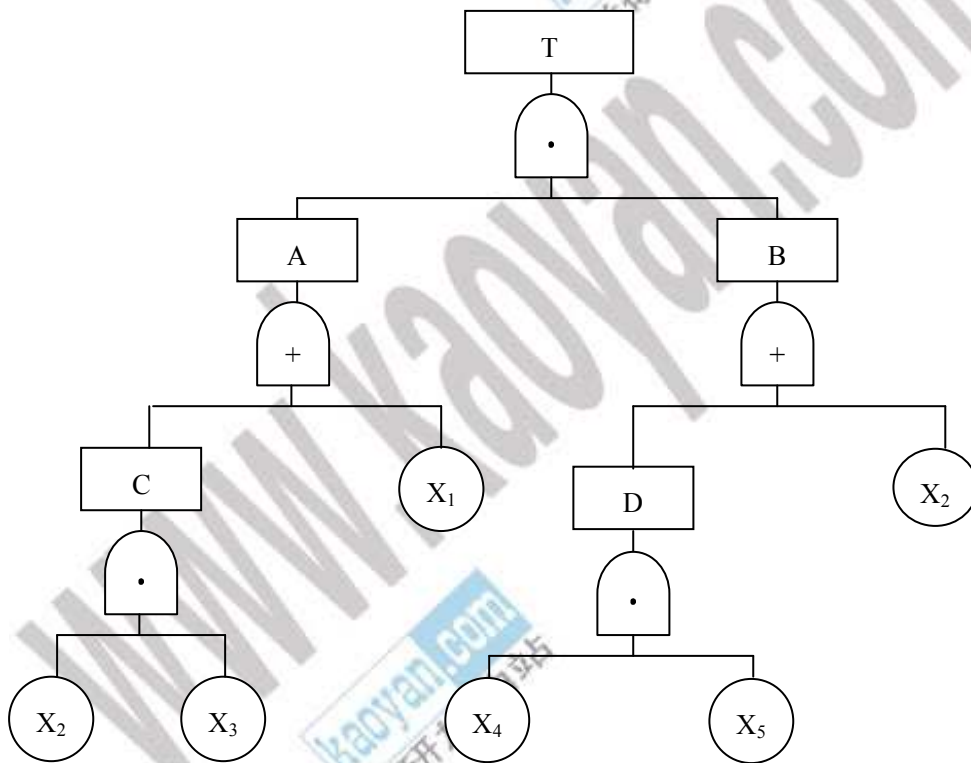 T
·
A
B
+
+
C
X₁
D
X₂
·
·
X₂
X₃
X₄
X₅
www.kaoyan.com
kaoyan.com